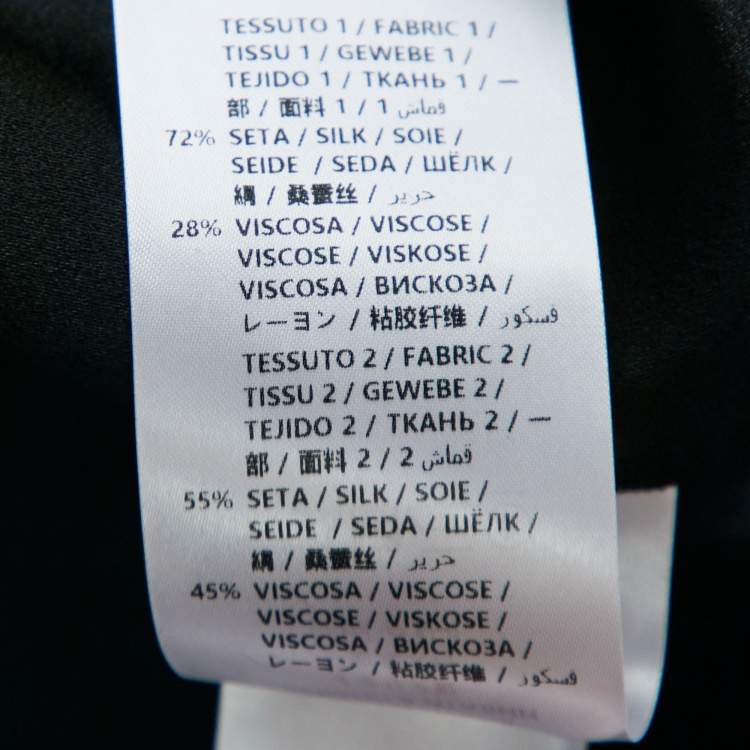 TESSUTO 1 / FABRIC 1 /
TISSU 1 / GEWEBE 1 /
TEJIDO 1 / ТКАНЬ 1 / 一
部 / 面料 1 / 1 قماش
72% SETA / SILK / SOIE /
SEIDE / SEDA / ШЁЛК /
絹 / 桑蚕丝 / حرير
28% VISCOSA / VISCOSE /
VISCOSE / VISKOSE /
VISCOSA / ВИСКОЗА /
レーヨン / 粘胶纤维 / فسكور
TESSUTO 2 / FABRIC 2 /
TISSU 2 / GEWEBE 2 /
TEJIDO 2 / ТКАНЬ 2 / 一
部 / 面料 2 / 2 قماش
55% SETA / SILK / SOIE /
SEIDE / SEDA / ШЁЛК /
絹 / 桑蚕丝 / حرير
45% VISCOSA / VISCOSE /
VISCOSE / VISKOSE /
VISCOSA / ВИСКОЗА /
レーヨン / 粘胶纤维 / فسكور